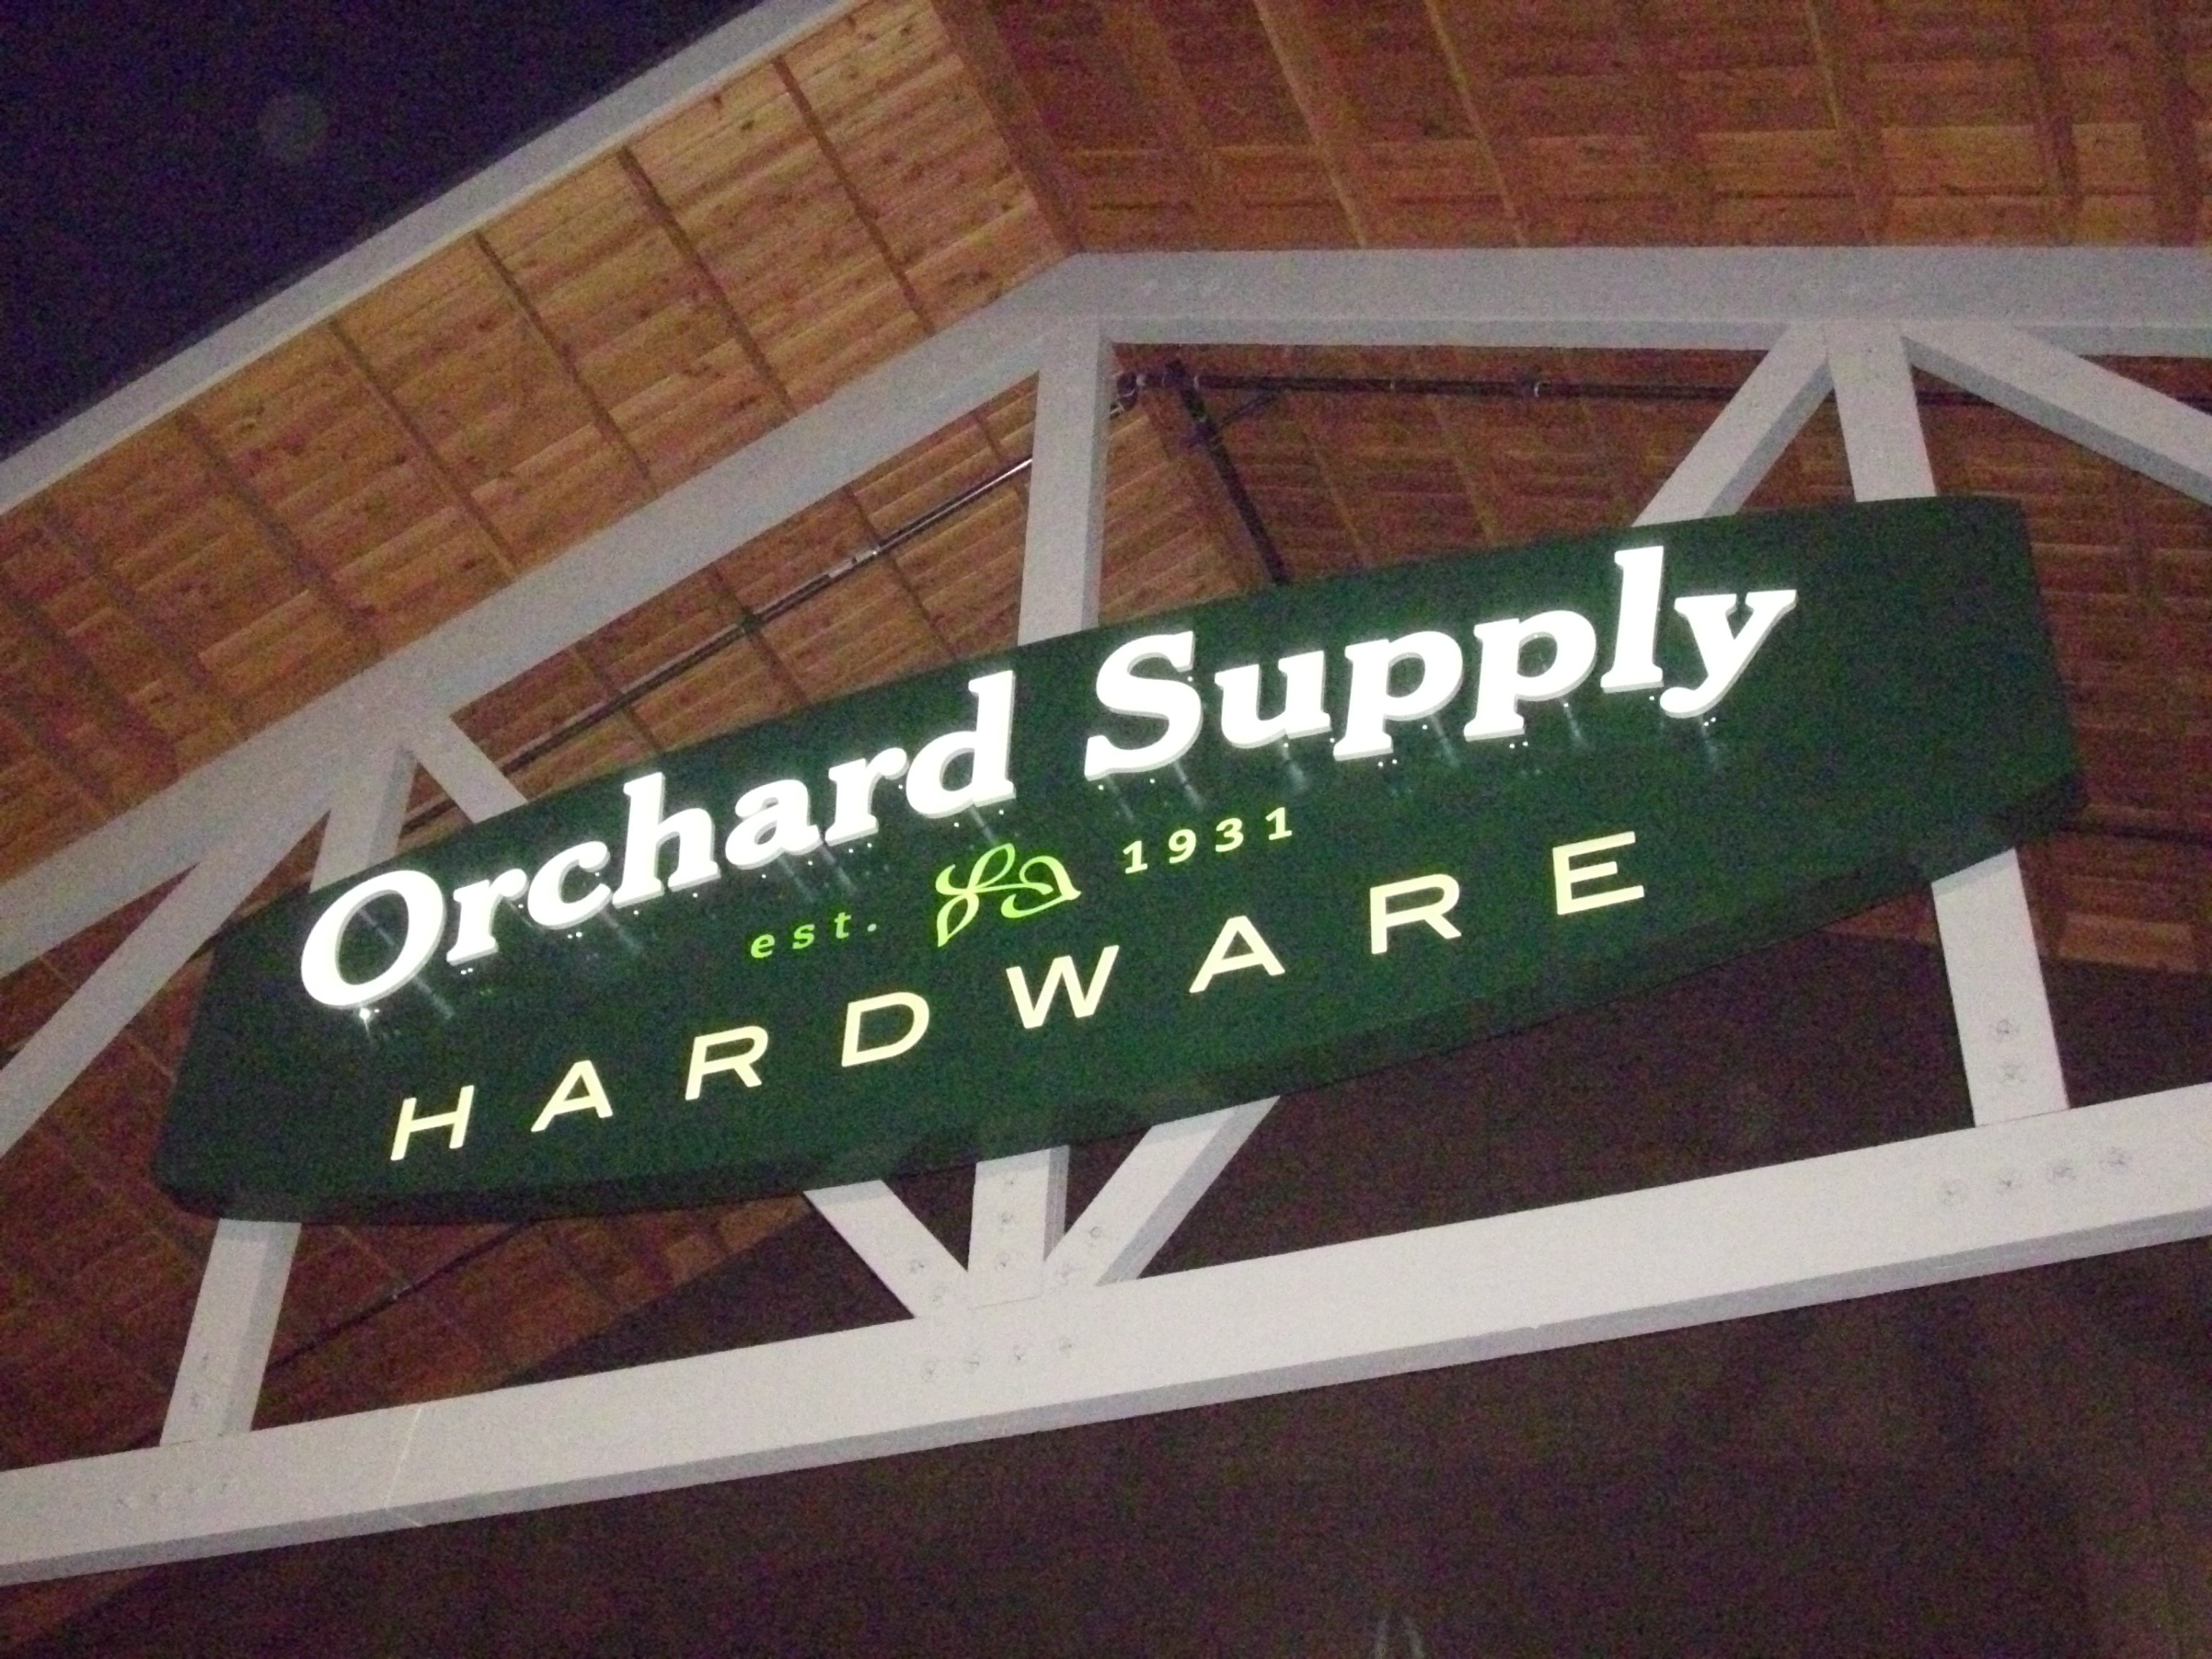 Orchard Supply
est. 1931
HARDWARE